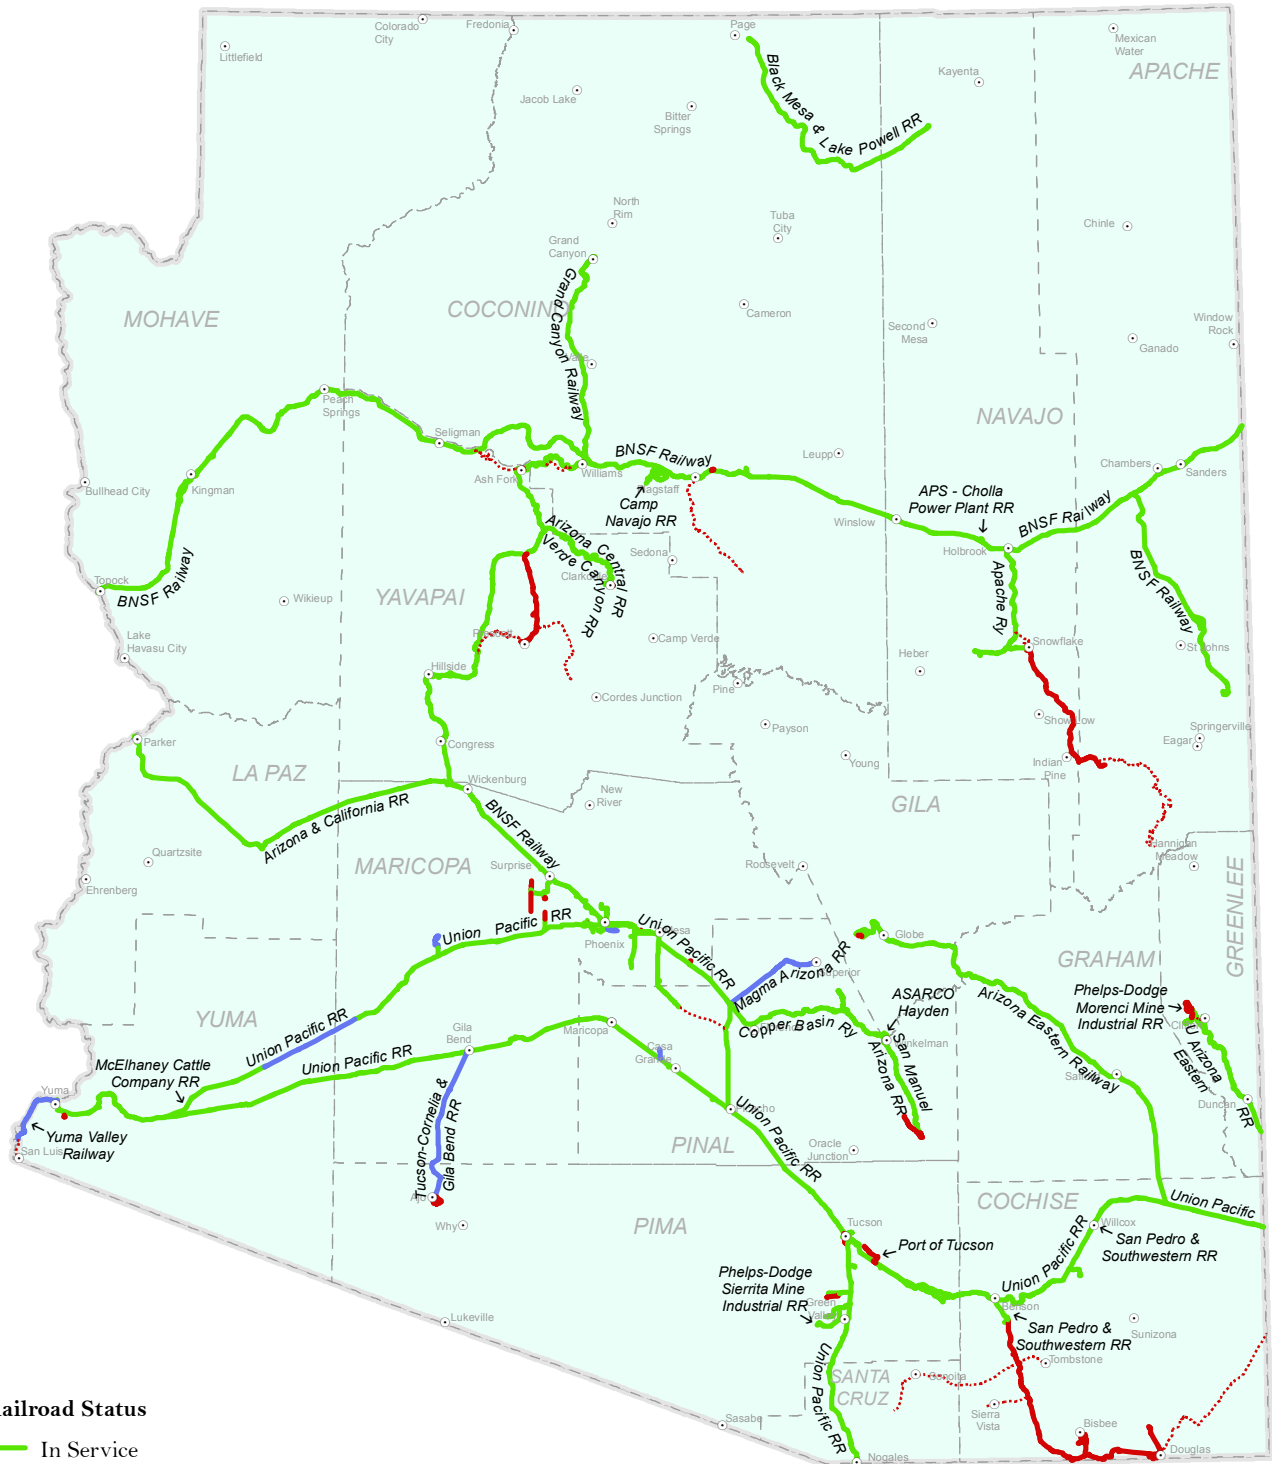 Colorado
City
Fredonia
Page
Mexican
Water
Littlefield
APACHE
Kayenta
Jacob Lake
Bitter
Springs
Black Mesa & Lake Powell RR
North
Rim
Tuba
City
Chinle
Grand
Canyon
MOHAVE
COCONINO
Cameron
Grand Canyon Railway
Second
Mesa
Window
Rock
Ganado
Valle
Peach
Springs
NAVAJO
Seligman
BNSF Railway
Leupp
Chambers
Sanders
Kingman
Bullhead City
Ash Fork
Williams
Flagstaff
Camp
Navajo RR
APS - Cholla
Power Plant RR
BNSF Railway
Winslow
Holbrook
Arizona Central RR
Verde Canyon RR
Clarkdale
Sedona
Topock
BNSF Railway
Wikieup
YAVAPAI
Apache Ry
BNSF Railway
Lake
Havasu City
Prescott
Camp Verde
Snowflake
St Johns
Heber
Hillside
Pine
Cordes Junction
Show Low
Payson
Springerville
Eagar
Parker
Congress
Young
Indian
Pine
LA PAZ
Wickenburg
New
River
GILA
Arizona & California RR
BNSF Railway
Quartzsite
MARICOPA
Surprise
Roosevelt
Hannigan
Meadow
Ehrenberg
GREENLEE
Union Pacific RR
Phoenix
Mesa
Union Pacific RR
Globe
GRAHAM
Superior
Magma Arizona RR
ASARCO
Hayden
Arizona Eastern Railway
Phelps-Dodge
Morenci Mine
Industrial RR
YUMA
Union Pacific RR
Gila
Bend
Maricopa
Copper Basin Ry
Winkelman
San Manuel
Arizona RR
Arizona
Eastern
RR
McElhaney Cattle
Company RR
Union Pacific RR
Casa
Grande
Duncan
Yuma
Yuma Valley
Railway
San Luis
Tucson-Cornelia &
Gila Bend RR
Union Pacific RR
PINAL
Oracle
Junction
Ajo
Why
PIMA
COCHISE
Union Pacific
Tucson
Port of Tucson
Union Pacific RR
Willcox
San Pedro &
Southwestern RR
Phelps-Dodge
Sierrita Mine
Industrial RR
Green
Valley
Benson
San Pedro &
Southwestern RR
Sunizona
Lukeville
Tombstone
Union Pacific RR
SANTA
CRUZ
Sonoita
Sierra
Vista
Sasabe
Bisbee
Douglas
Nogales
ailroad Status
In Service